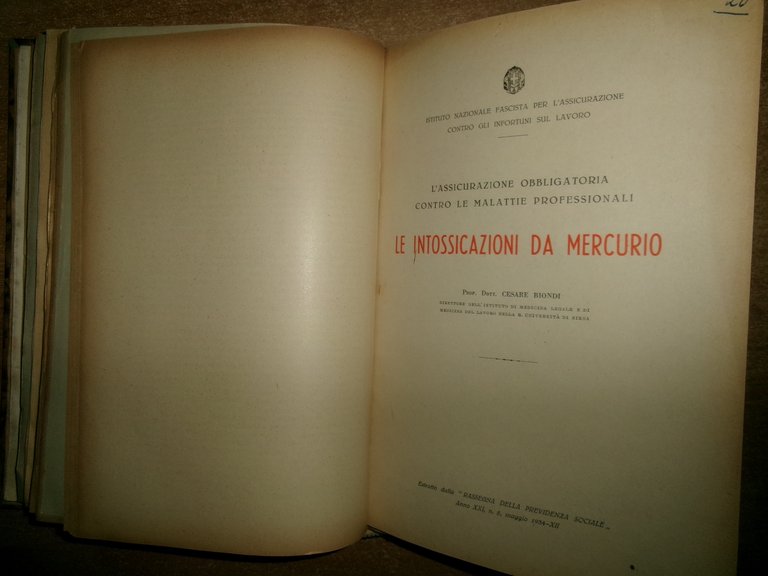 20
ISTITUTO NAZIONALE FASCISTA PER L'ASSICURAZIONE
CONTRO GLI INFORTUNI SUL LAVORO
L'ASSICURAZIONE OBBLIGATORIA
CONTRO LE MALATTIE PROFESSIONALI
LE INTOSSICAZIONI DA MERCURIO
Prof. Dott. CESARE BIONDI
DIRETTORE DELL'ISTITUTO DI MEDICINA LEGALE E DI
MEDICINA DEL LAVORO NELLA R. UNIVERSITÀ DI SIENA
Estratto dalla "RASSEGNA DELLA PREVIDENZA SOCIALE"
Anno XXI, n. 5, maggio 1934-XII